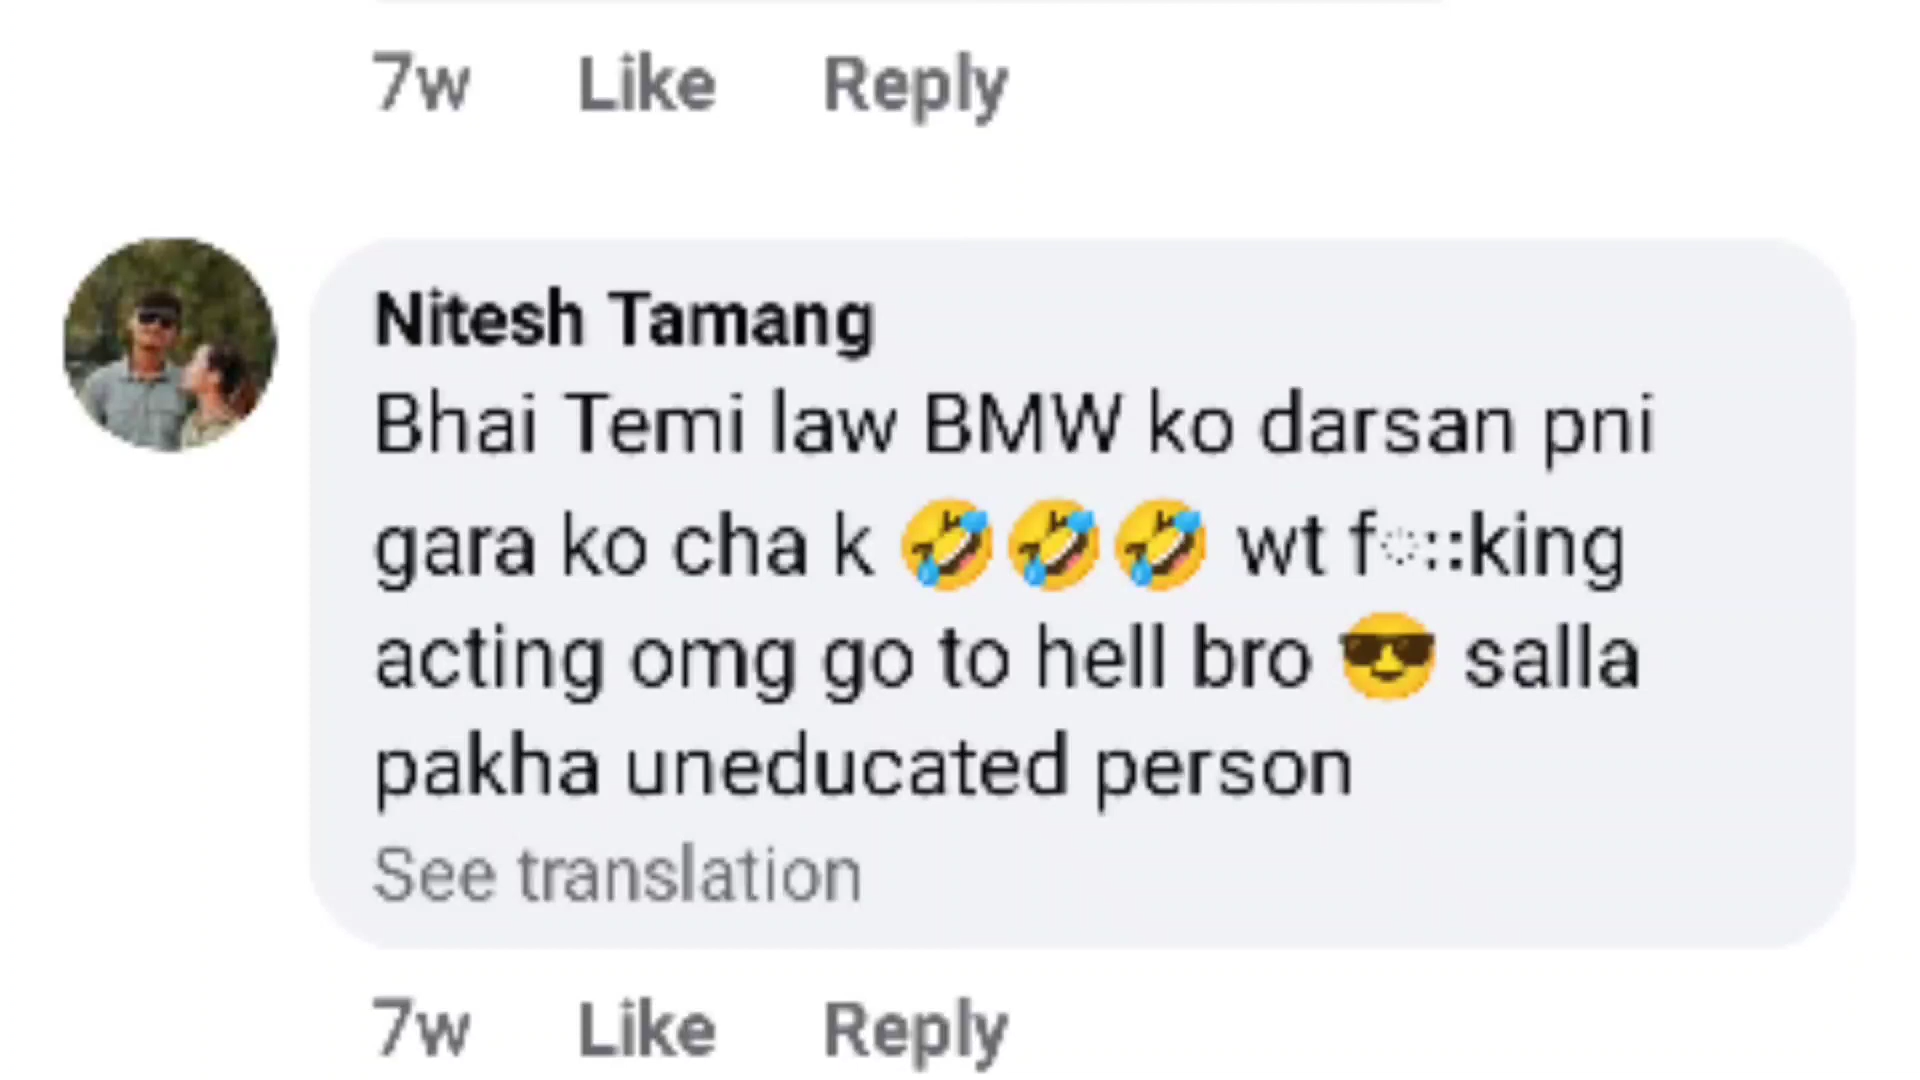 7w Like Reply
Nitesh Tamang
Bhai Temi law BMW ko darsan pni
gara ko cha k 🤣🤣🤣 wt f◌::king
acting omg go to hell bro 😎 salla
pakha uneducated person
See translation
7w Like Reply